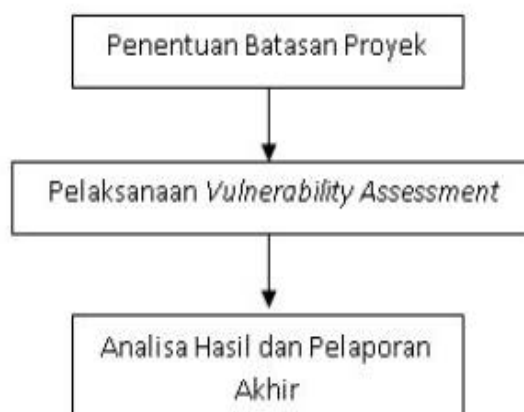 Penentuan Batasan Proyek
Pelaksanaan Vulnerability Assessment
Analisa Hasil dan Pelaporan
Akhir